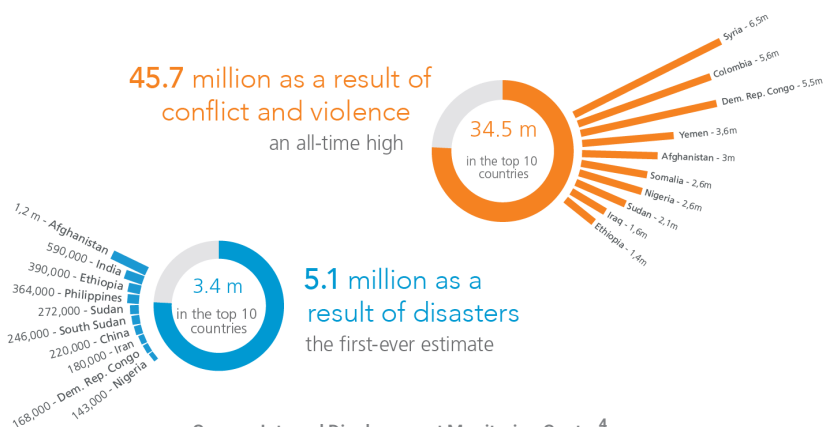 45.7 million as a result of
conflict and violence
an all-time high
34.5 m
in the top 10
countries
Syria - 6,5m
Colombia - 5,6m
Dem. Rep. Congo - 5,5m
Yemen - 3,6m
Afghanistan - 3m
Somalia - 2,6m
Nigeria - 2,6m
Sudan - 2,1m
Iraq - 1,6m
Ethiopia - 1,4m
1,2 m - Afghanistan
590,000 - India
390,000 - Ethiopia
364,000 - Philippines
272,000 - Sudan
246,000 - South Sudan
220,000 - China
180,000 - Iran
168,000 - Dem. Rep. Congo
143,000 - Nigeria
3.4 m
in the top 10
countries
5.1 million as a
result of disasters
the first-ever estimate
Internal Displacement Monitoring 4